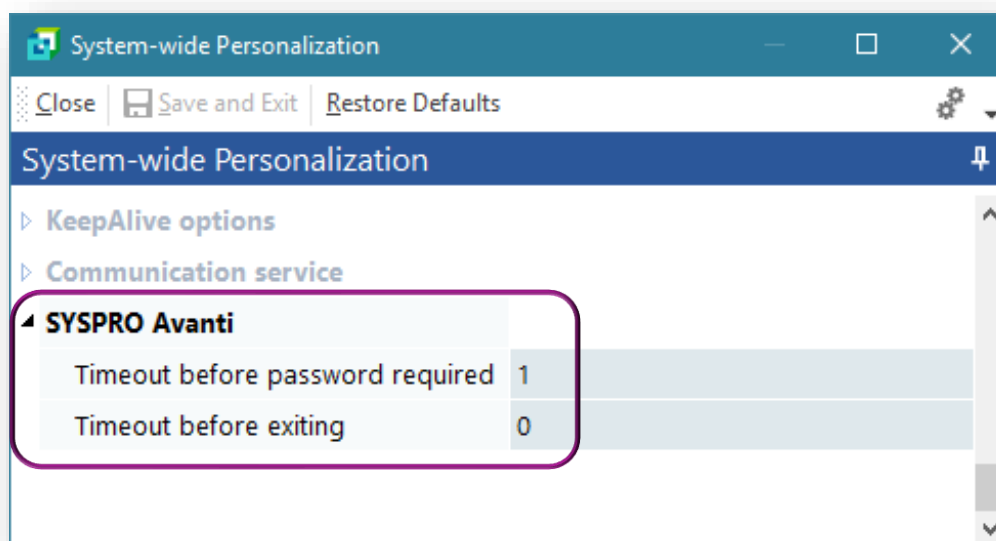 System-wide Personalization
Close Save and Exit Restore Defaults
System-wide Personalization
KeepAlive options
Communication service
SYSPRO Avanti
Timeout before password required 1
Timeout before exiting 0